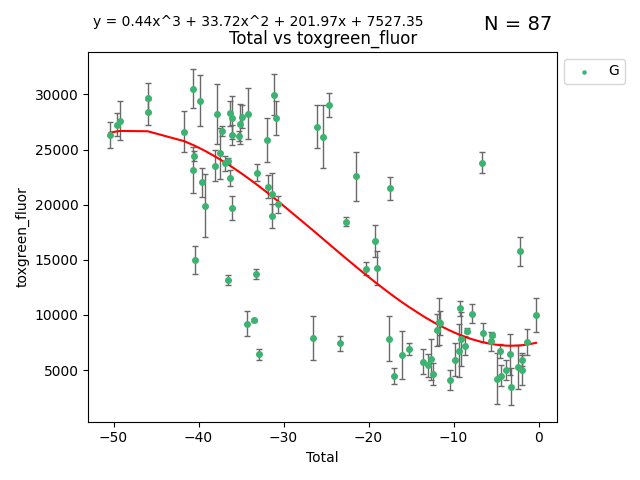 y = 0.44x^3 + 33.72x^2 + 201.97x + 7527.35
N = 87
Total vs toxgreen_fluor
G
30000
25000
20000
15000
10000
5000
toxgreen_fluor
−50
−40
−30
−20
−10
0
Total